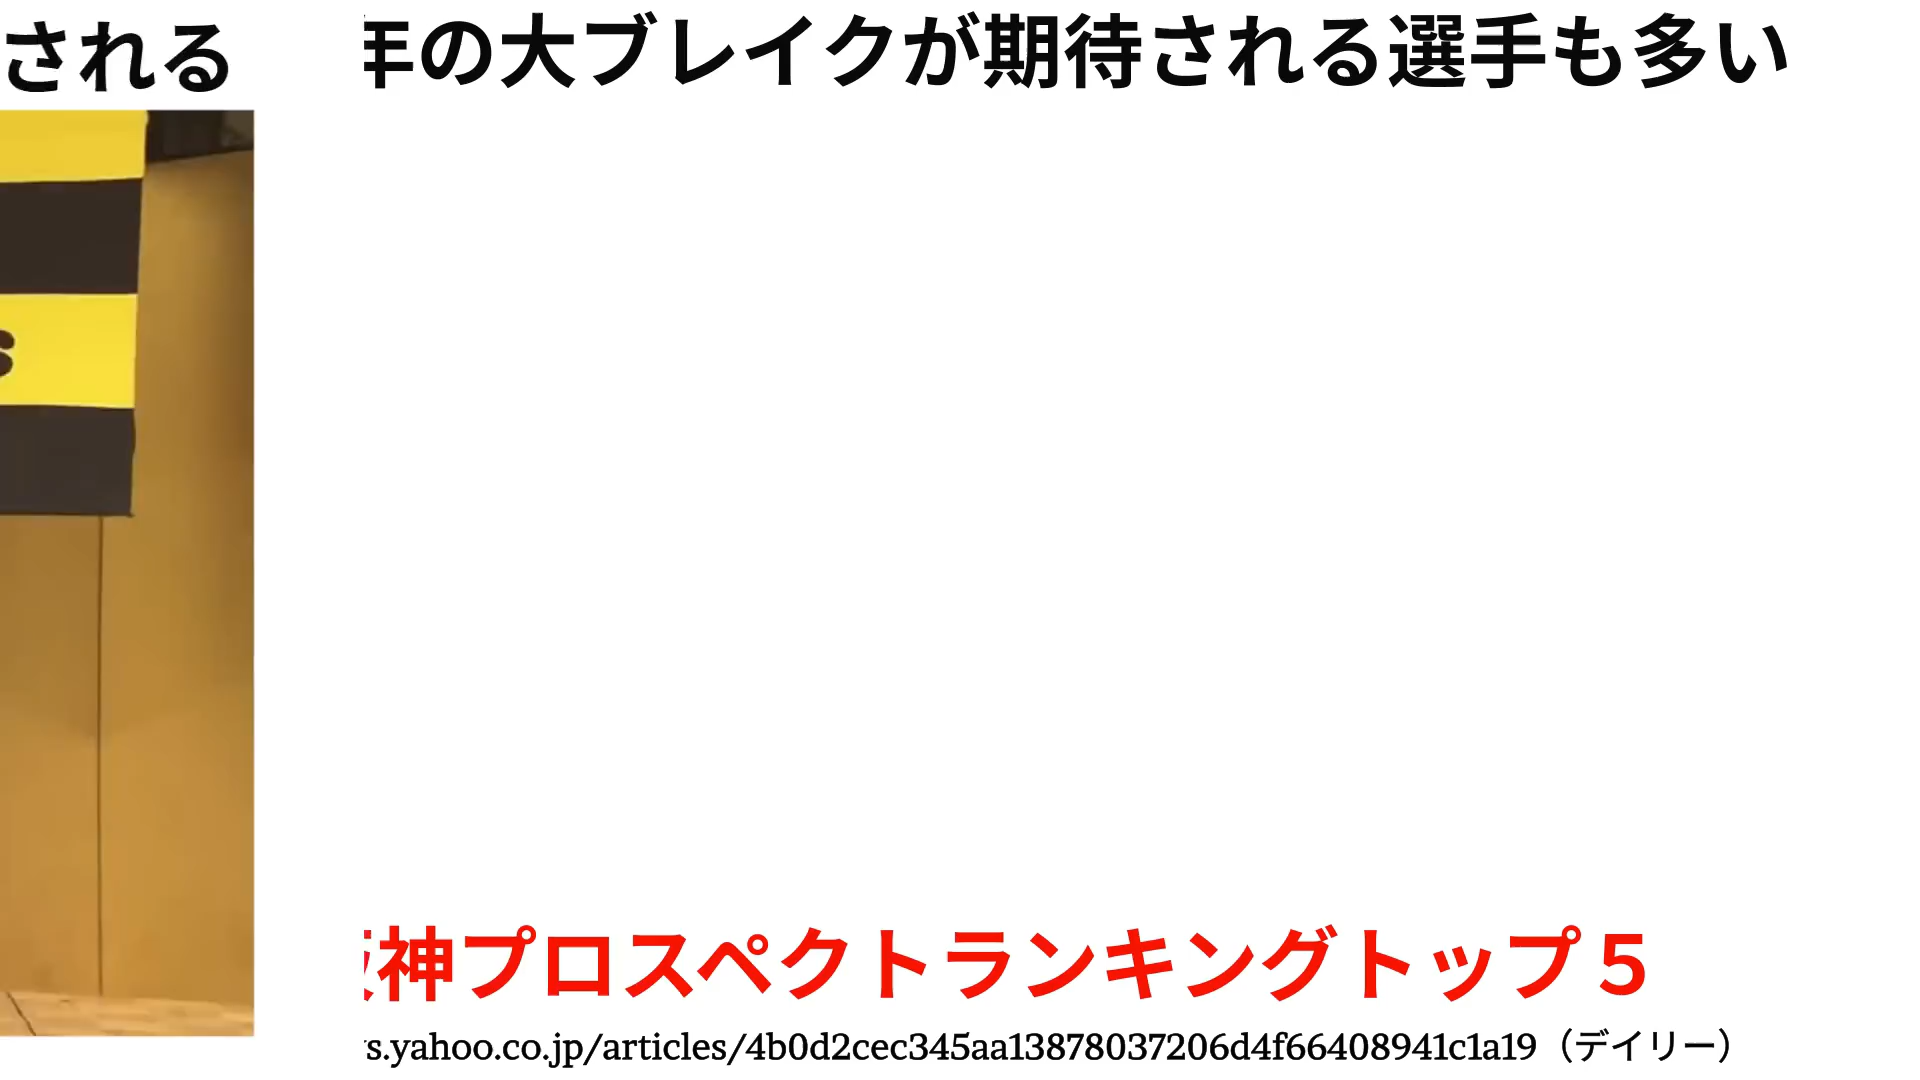 される
年の大ブレイクが期待される選手も多い
s
神プロスペクトランキングトップ５
s.yahoo.co.jp/articles/4b0d2cec345aa13878037206d4f66408941c1a19（デイリー）